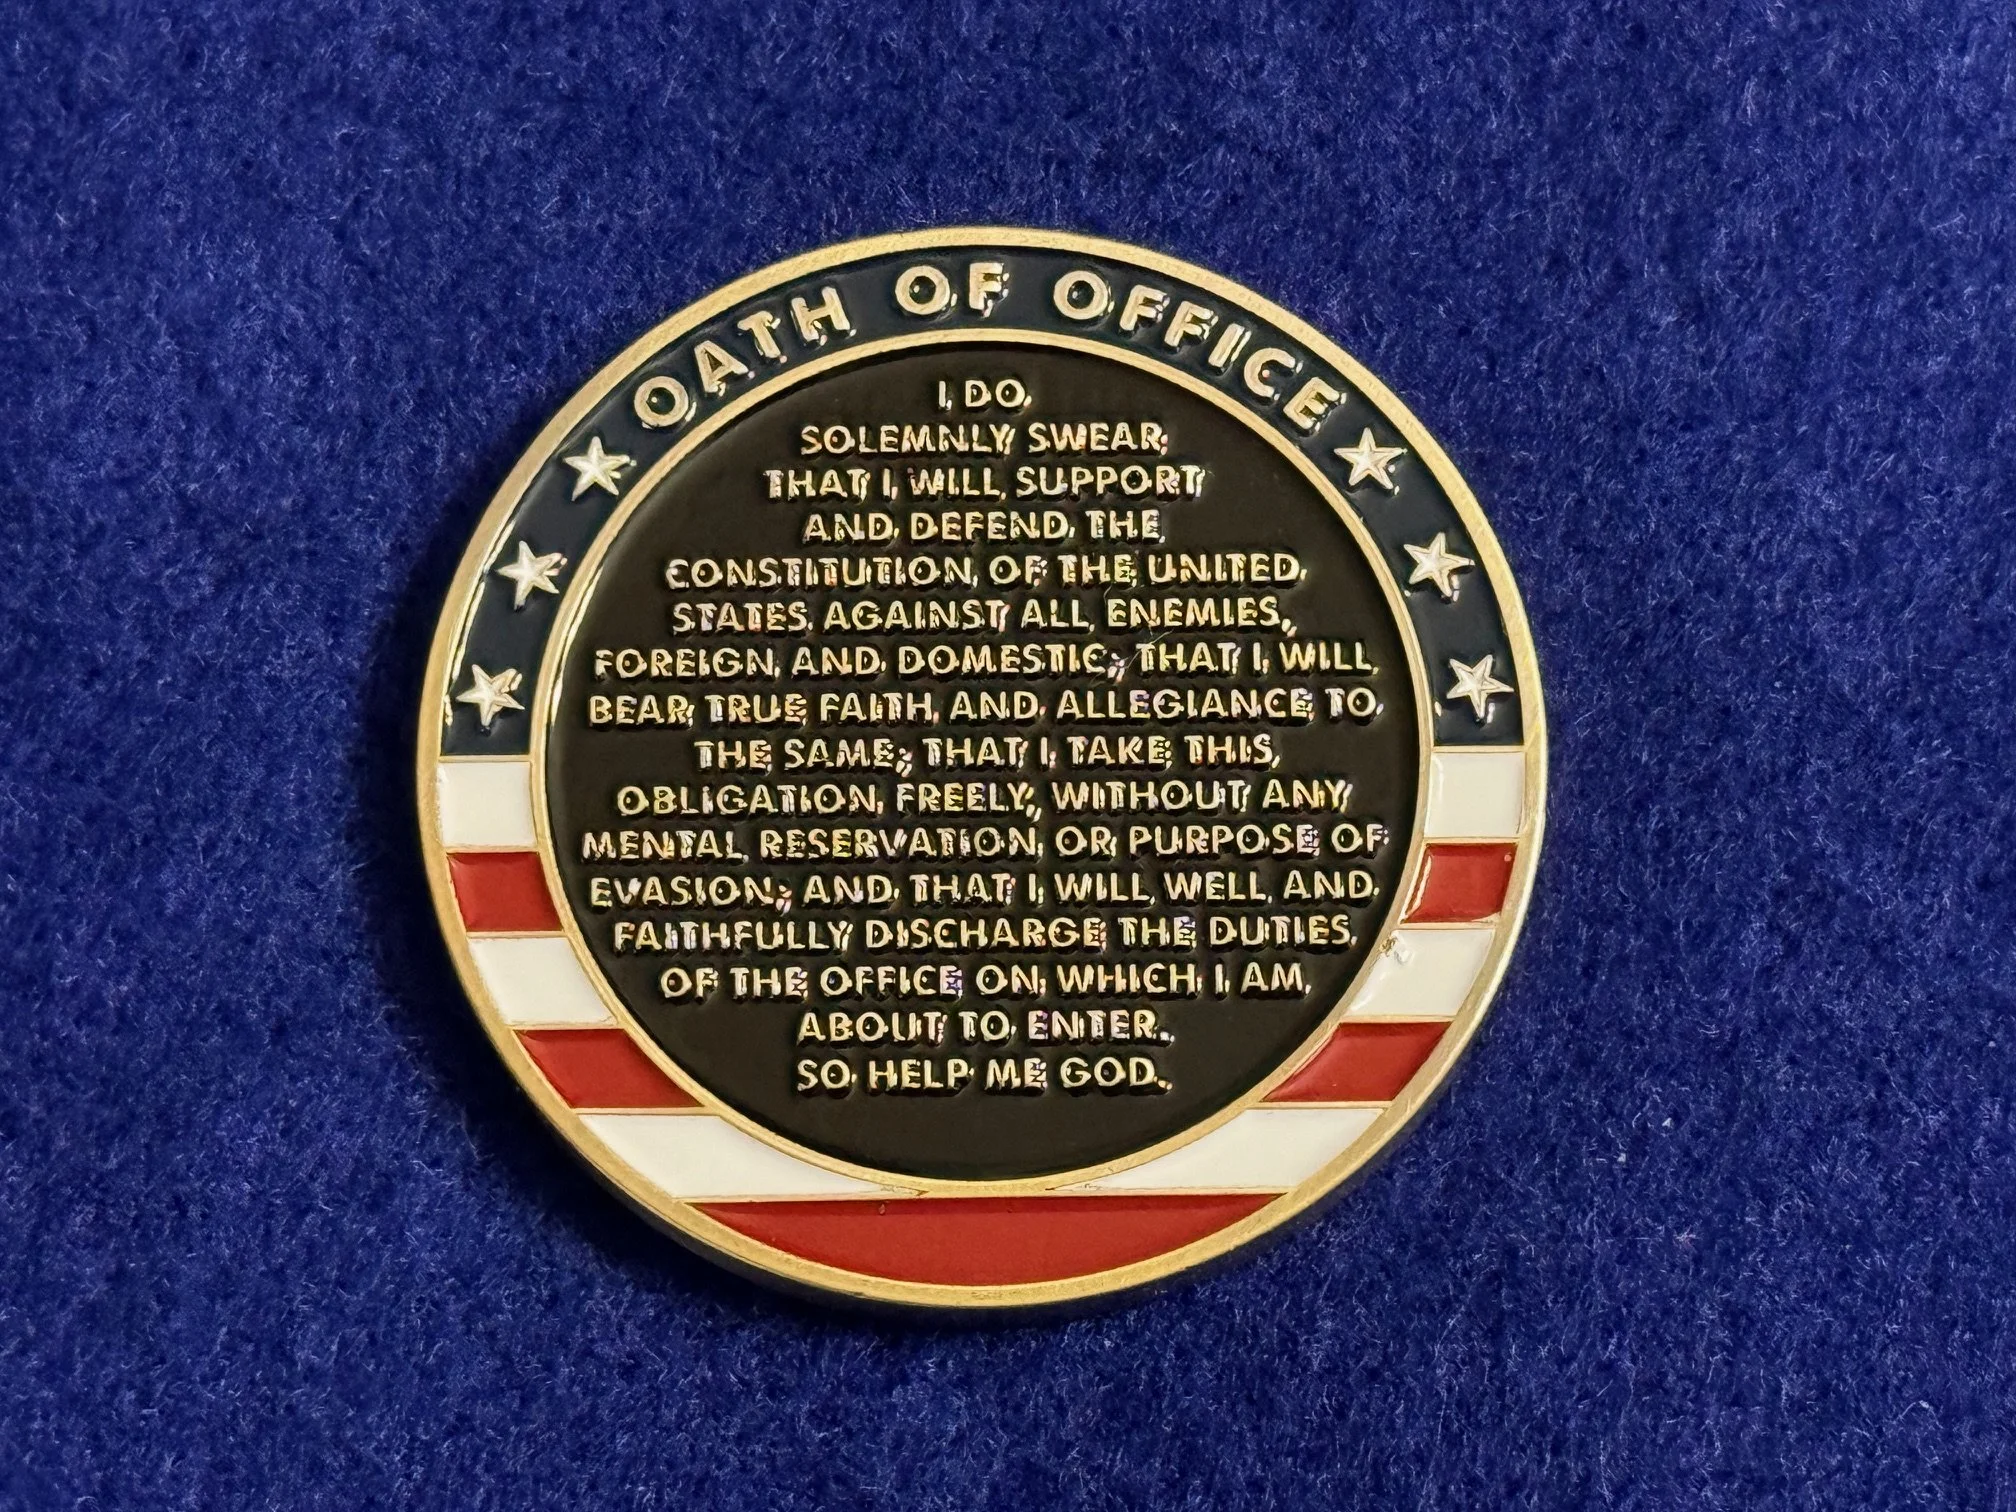 OATH OF OFFICE
I DO
SOLEMNLY SWEAR
THAT I WILL SUPPORT
AND DEFEND THE
CONSTITUTION OF THE UNITED
STATES AGAINST ALL ENEMIES,
FOREIGN AND DOMESTIC; THAT I WILL
BEAR TRUE FAITH AND ALLEGIANCE TO
THE SAME; THAT I TAKE THIS
OBLIGATION FREELY, WITHOUT ANY
MENTAL RESERVATION OR PURPOSE OF
EVASION; AND THAT I WILL WELL AND
FAITHFULLY DISCHARGE THE DUTIES
OF THE OFFICE ON WHICH I AM
ABOUT TO ENTER.
SO HELP ME GOD.